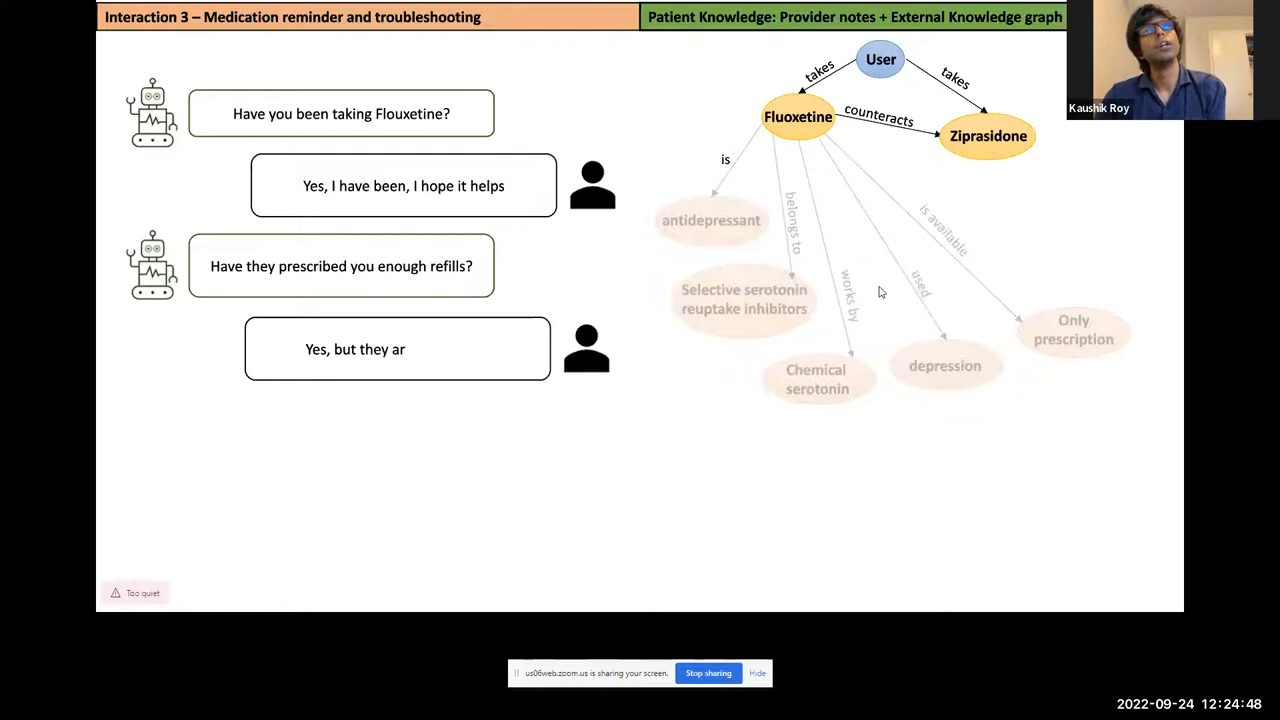 Interaction 3 – Medication reminder and troubleshooting
Patient Knowledge: Provider notes + External Knowledge graph
Kaushik Roy
Have you been taking Flouxetine?
Yes, I have been, I hope it helps
Have they prescribed you enough refills?
Yes, but they ar
User
takes
takes
Fluoxetine
counteracts
Ziprasidone
is
belongs to
works by
used
is available
antidepressant
Selective serotonin
reuptake inhibitors
Chemical
serotonin
depression
Only
prescription
Too quiet
us06web.zoom.us is sharing your screen.
Stop sharing
Hide
2022-09-24 12:24:48